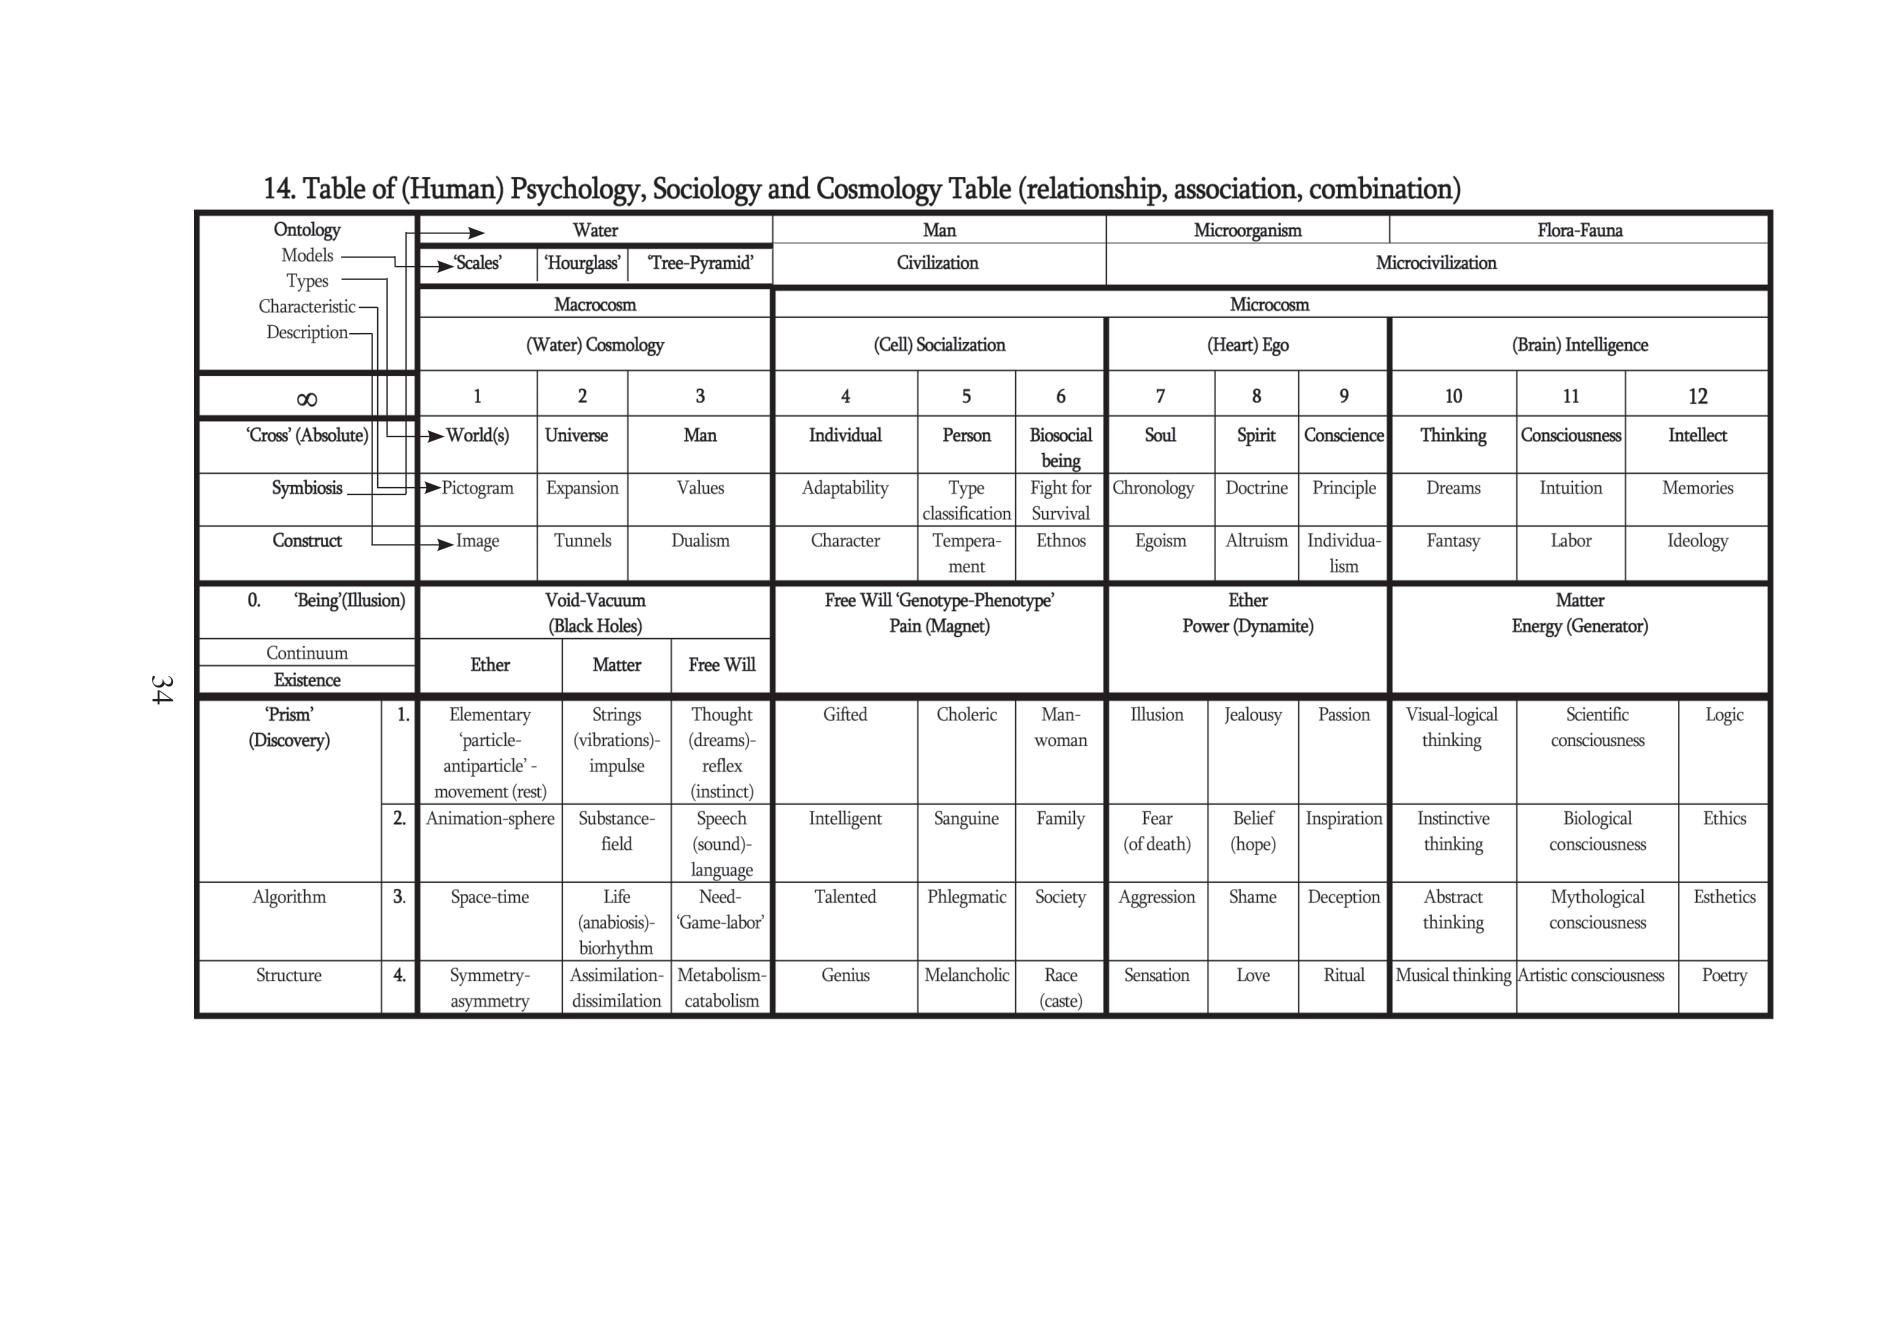 14. Table of (Human) Psychology, Sociology and Cosmology Table (relationship, association, combination)
Ontology
Models
Types
Characteristic
Description
Water
Man
Microorganism
Flora-Fauna
‘Scales’
‘Hourglass’
‘Tree-Pyramid’
Civilization
Microcivilization
Macrocosm
Microcosm
(Water) Cosmology
(Cell) Socialization
(Heart) Ego
(Brain) Intelligence
∞
1
2
3
4
5
6
7
8
9
10
11
12
‘Cross’ (Absolute)
World(s)
Universe
Man
Individual
Person
Biosocial
being
Soul
Spirit
Conscience
Thinking
Consciousness
Intellect
Symbiosis
Pictogram
Expansion
Values
Adaptability
Type
classification
Fight for
Survival
Chronology
Doctrine
Principle
Dreams
Intuition
Memories
Construct
Image
Tunnels
Dualism
Character
Tempera-
ment
Ethnos
Egoism
Altruism
Individua-
lism
Fantasy
Labor
Ideology
0. ‘Being’(Illusion)
Continuum
Existence
Void-Vacuum
(Black Holes)
Ether
Matter
Free Will
Free Will ‘Genotype-Phenotype’
Pain (Magnet)
Ether
Power (Dynamite)
Matter
Energy (Generator)
34
‘Prism’
(Discovery)
1.
Elementary
‘particle-
antiparticle’ -
movement (rest)
Strings
(vibrations)-
impulse
Thought
(dreams)-
reflex
(instinct)
Gifted
Choleric
Man-
woman
Illusion
Jealousy
Passion
Visual-logical
thinking
Scientific
consciousness
Logic
2.
Animation-sphere
Substance-
field
Speech
(sound)-
language
Intelligent
Sanguine
Family
Fear
(of death)
Belief
(hope)
Inspiration
Instinctive
thinking
Biological
consciousness
Ethics
Algorithm
3.
Space-time
Life
(anabiosis)-
biorhythm
Need-
‘Game-labor’
Talented
Phlegmatic
Society
Aggression
Shame
Deception
Abstract
thinking
Mythological
consciousness
Esthetics
Structure
4.
Symmetry-
asymmetry
Assimilation-
dissimilation
Metabolism-
catabolism
Genius
Melancholic
Race
(caste)
Sensation
Love
Ritual
Musical thinking
Artistic consciousness
Poetry